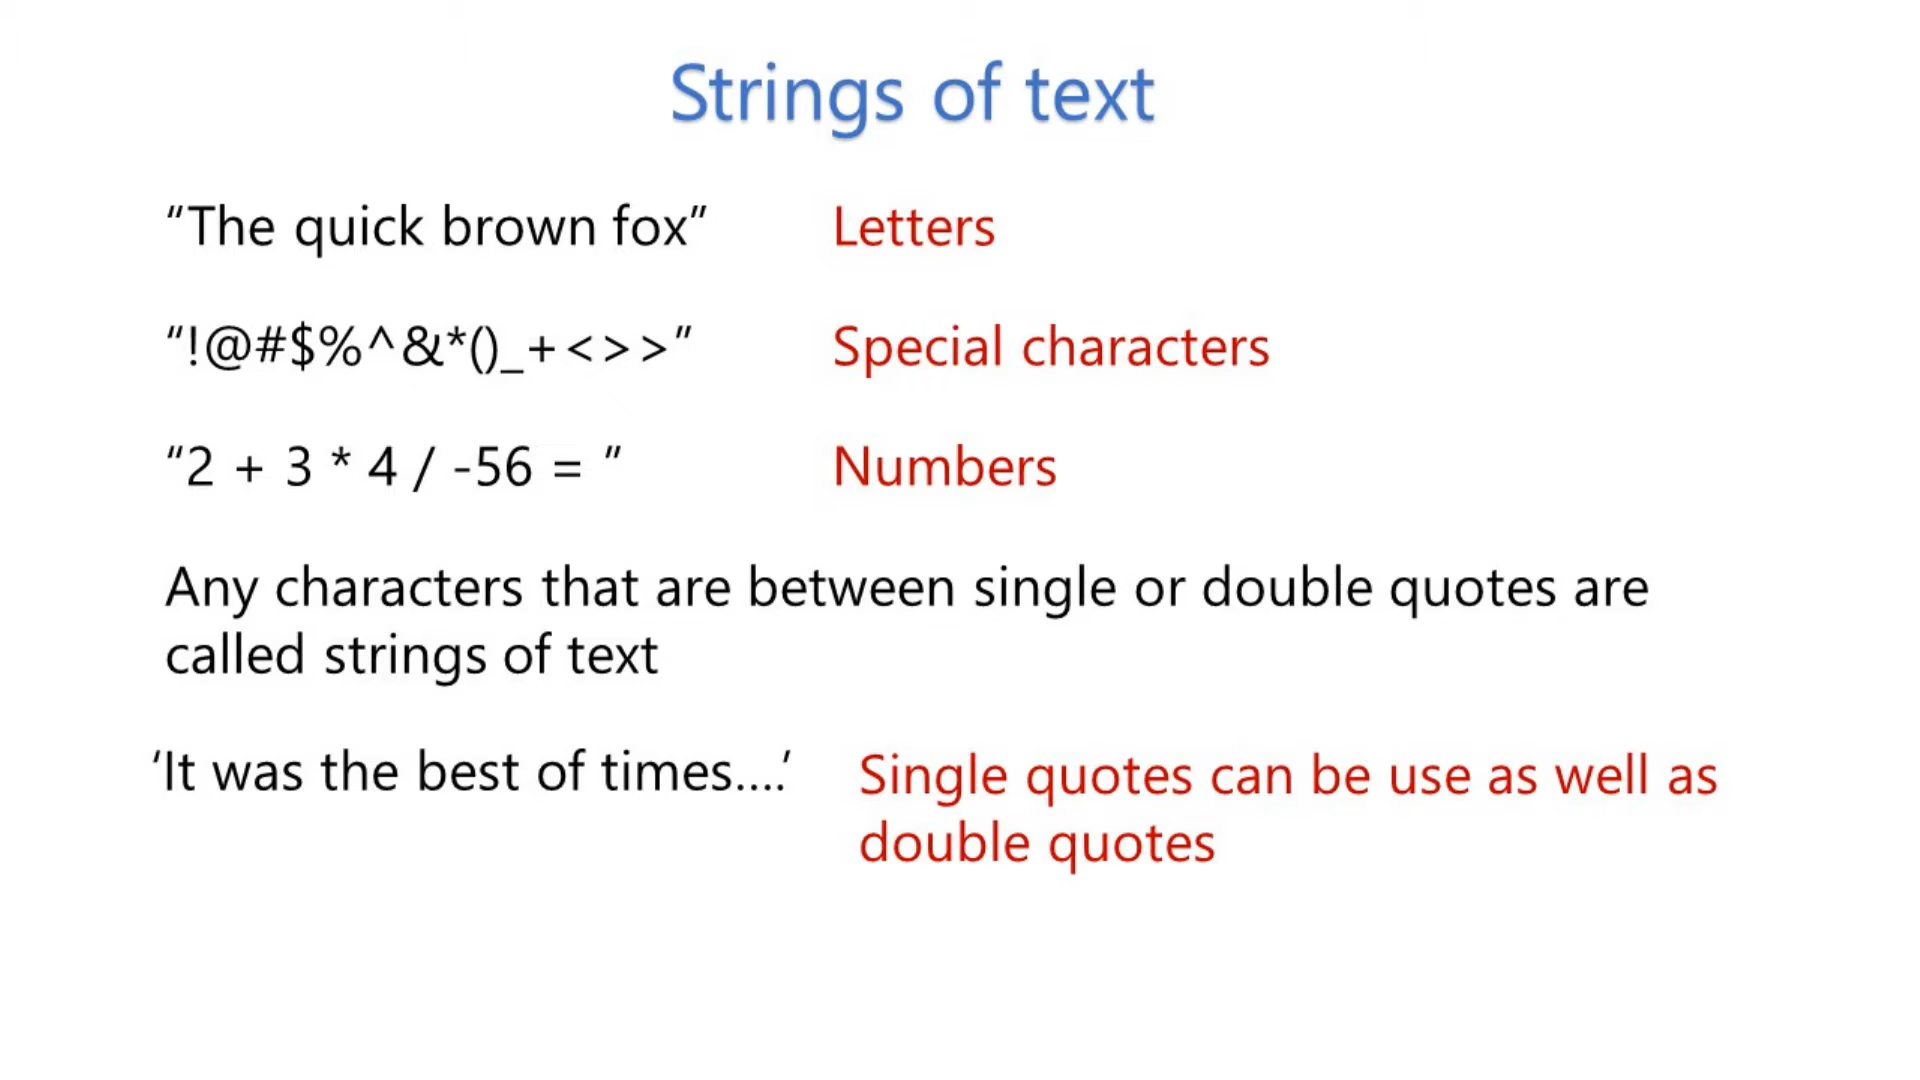 Strings of text
“The quick brown fox” Letters
“!@#$%^&*()_+<>>” Special characters
“2 + 3 * 4 / -56 = ” Numbers
Any characters that are between single or double quotes are
called strings of text
‘It was the best of times....’ Single quotes can be use as well as
double quotes